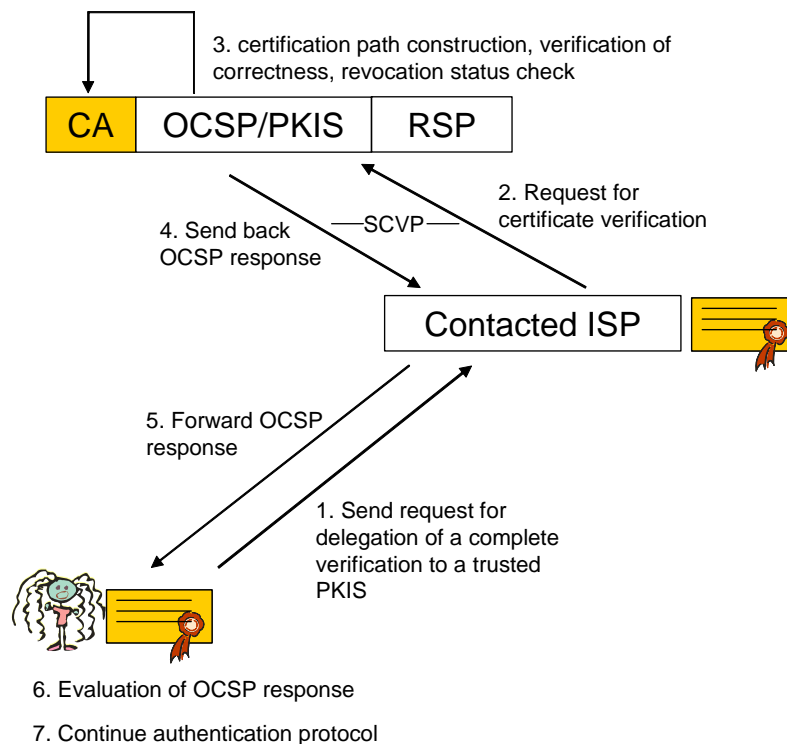 3. certification path construction, verification of
correctness, revocation status check
CA
OCSP/PKIS
RSP
2. Request for
certificate verification
SCVP
4. Send back
OCSP response
Contacted ISP
5. Forward OCSP
response
1. Send request for
delegation of a complete
verification to a trusted
PKIS
6. Evaluation of OCSP response
7. Continue authentication protocol